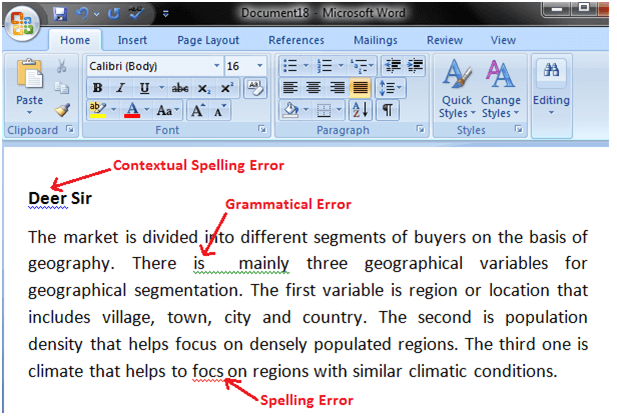 Document18 - Microsoft Word
Home Insert Page Layout References Mailings Review View
Calibri (Body) 16
Paste
B I U abe x₂ x² Aa
ab A Aa A A
Quick Styles Change Styles Editing
Clipboard Font Paragraph Styles
Contextual Spelling Error
Deer Sir
Grammatical Error
The market is divided into different segments of buyers on the basis of
geography. There is mainly three geographical variables for
geographical segmentation. The first variable is region or location that
includes village, town, city and country. The second is population
density that helps focus on densely populated regions. The third one is
climate that helps to focs on regions with similar climatic conditions.
Spelling Error